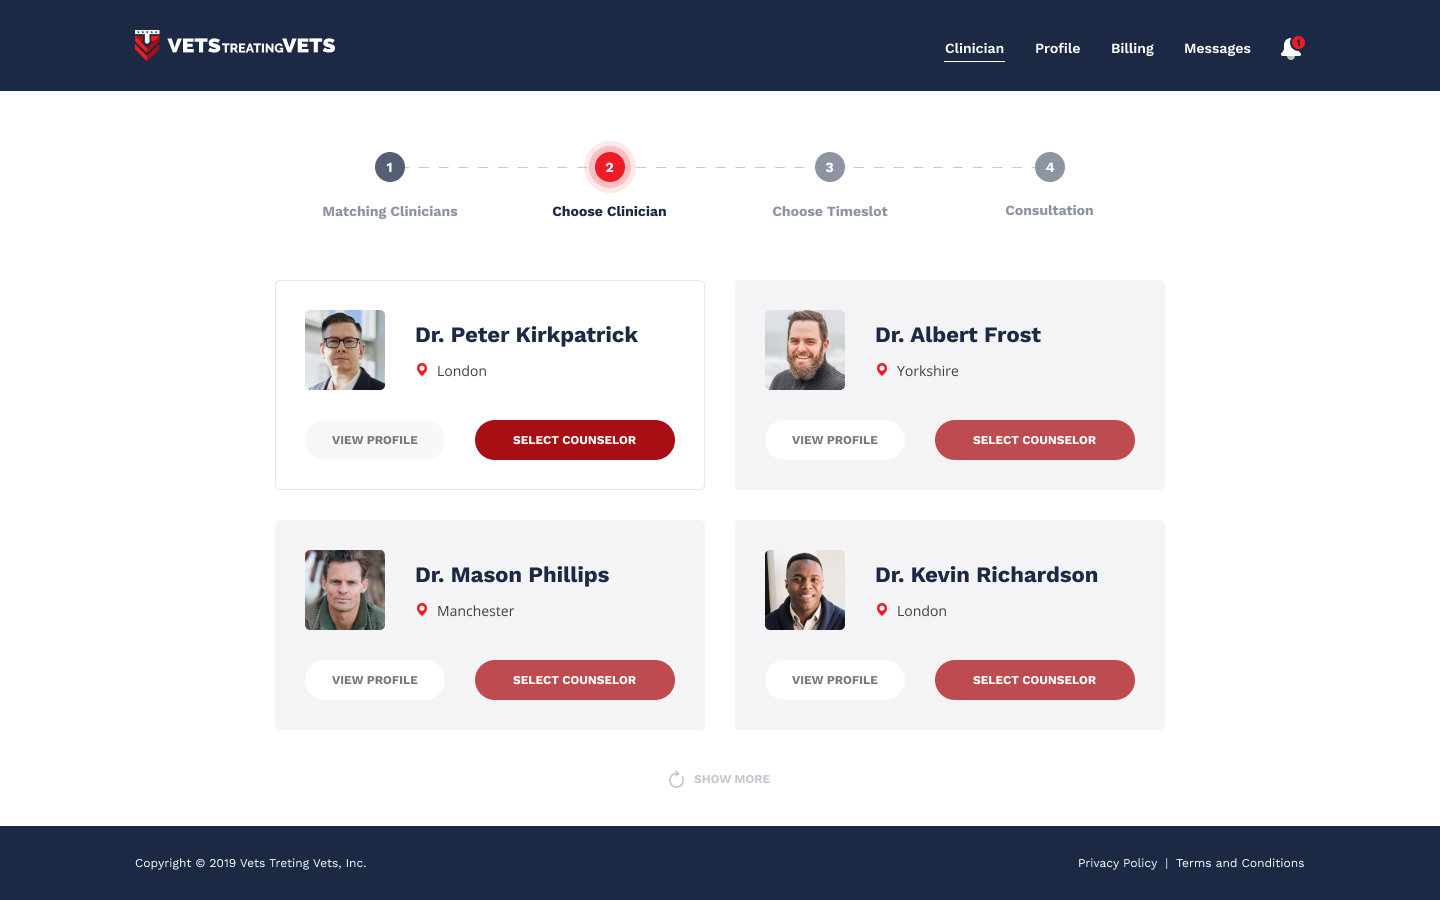 VETSTREATINGVETS
Clinician Profile Billing Messages 1
1 2 3 4
Matching Clinicians Choose Clinician Choose Timeslot Consultation
Dr. Peter Kirkpatrick
London
VIEW PROFILE SELECT COUNSELOR
Dr. Albert Frost
Yorkshire
VIEW PROFILE SELECT COUNSELOR
Dr. Mason Phillips
Manchester
VIEW PROFILE SELECT COUNSELOR
Dr. Kevin Richardson
London
VIEW PROFILE SELECT COUNSELOR
SHOW MORE
Copyright © 2019 Vets Treting Vets, Inc. Privacy Policy | Terms and Conditions